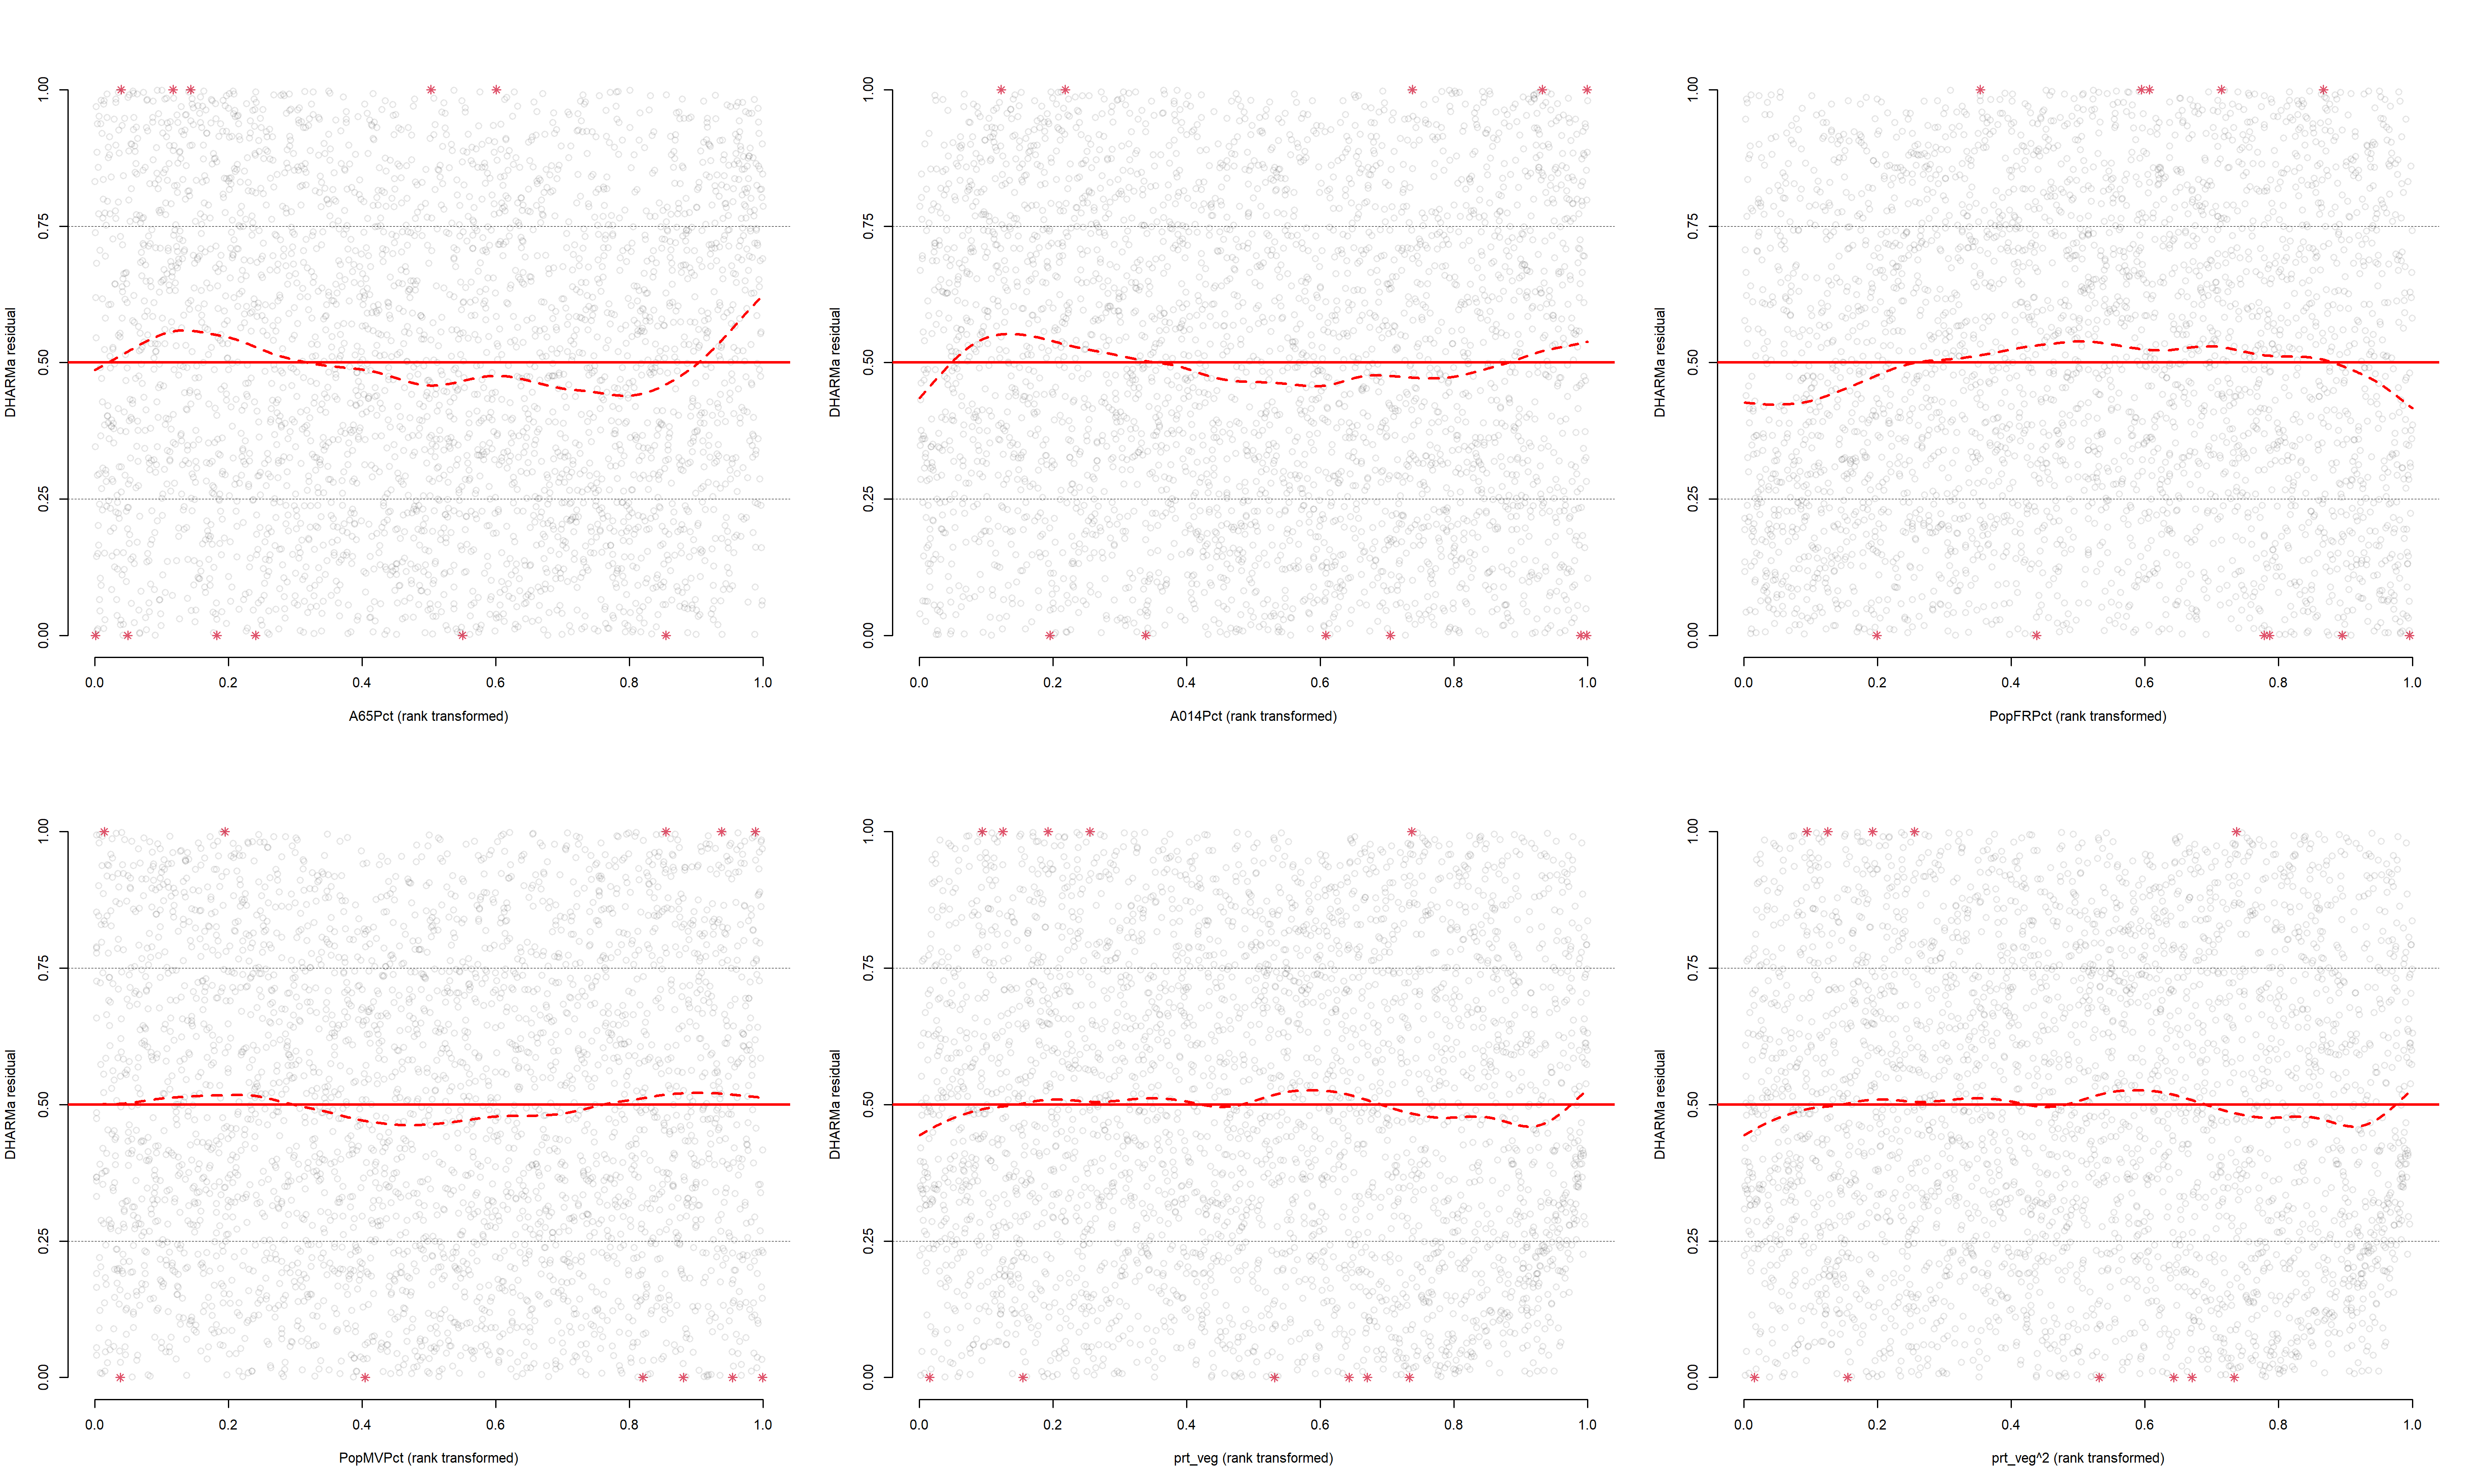 DHARMa residual
1.00
0.75
0.50
0.25
0.00
0.0 0.2 0.4 0.6 0.8 1.0
A65Pct (rank transformed)
DHARMa residual
1.00
0.75
0.50
0.25
0.00
0.0 0.2 0.4 0.6 0.8 1.0
A014Pct (rank transformed)
DHARMa residual
1.00
0.75
0.50
0.25
0.00
0.0 0.2 0.4 0.6 0.8 1.0
PopFRPct (rank transformed)
DHARMa residual
1.00
0.75
0.50
0.25
0.00
0.0 0.2 0.4 0.6 0.8 1.0
PopMVPct (rank transformed)
DHARMa residual
1.00
0.75
0.50
0.25
0.00
0.0 0.2 0.4 0.6 0.8 1.0
prt_veg (rank transformed)
DHARMa residual
1.00
0.75
0.50
0.25
0.00
0.0 0.2 0.4 0.6 0.8 1.0
prt_veg^2 (rank transformed)